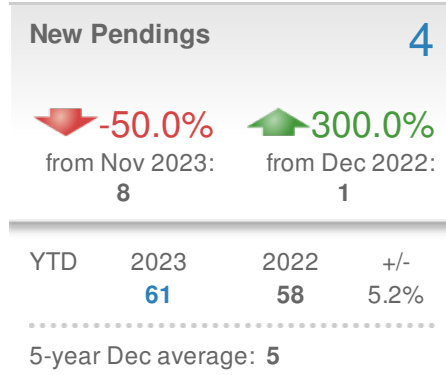 New Pendings 4
-50.0% 300.0%
from Nov 2023: from Dec 2022:
8 1
YTD 2023 2022 +/-
61 58 5.2%
5-year Dec average: 5